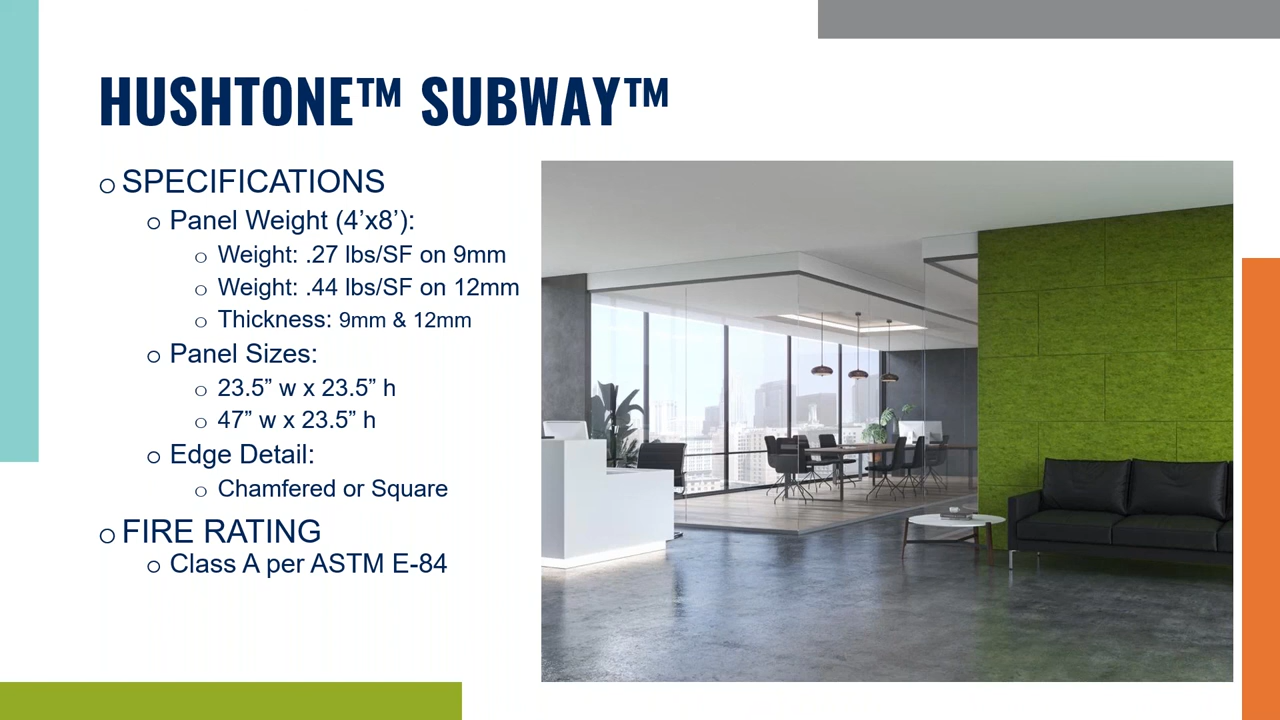 HUSHTONE™ SUBWAY™
SPECIFICATIONS
Panel Weight (4’x8’):
Weight: .27 lbs/SF on 9mm
Weight: .44 lbs/SF on 12mm
Thickness: 9mm & 12mm
Panel Sizes:
23.5” w x 23.5” h
47” w x 23.5” h
Edge Detail:
Chamfered or Square
FIRE RATING
Class A per ASTM E-84